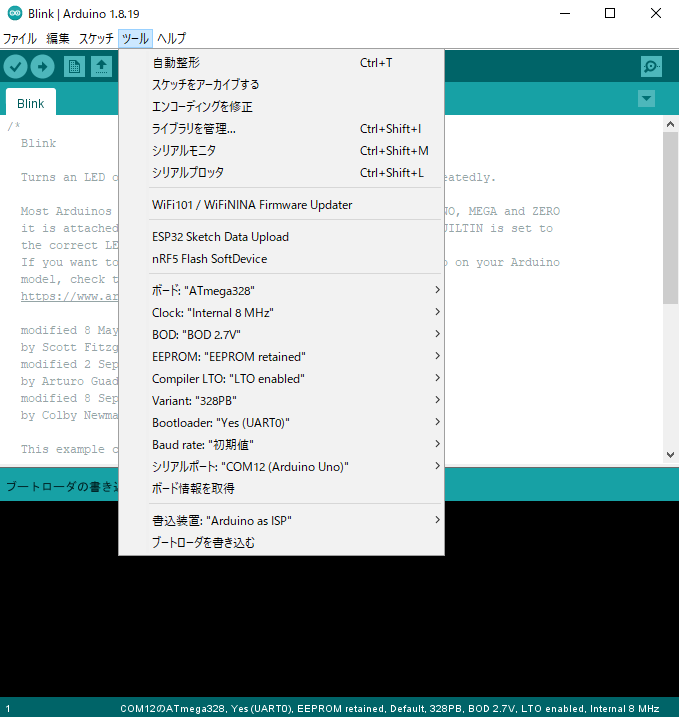 Blink | Arduino 1.8.19
ファイル 編集 スケッチ ツール ヘルプ
自動整形 Ctrl+T
スケッチをアーカイブする
エンコーディングを修正
ライブラリを管理... Ctrl+Shift+I
シリアルモニタ Ctrl+Shift+M
シリアルプロッタ Ctrl+Shift+L
WiFi101 / WiFiNINA Firmware Updater
ESP32 Sketch Data Upload
nRF5 Flash SoftDevice
ボード: "ATmega328"
Clock: "Internal 8 MHz"
BOD: "BOD 2.7V"
EEPROM: "EEPROM retained"
Compiler LTO: "LTO enabled"
Variant: "328PB"
Bootloader: "Yes (UART0)"
Baud rate: "初期値"
シリアルポート: "COM12 (Arduino Uno)"
ボード情報を取得
書込装置: "Arduino as ISP"
ブートローダを書き込む
Blink
/*
Blink
Turns an LED o eatedly.
Most Arduinos NO, MEGA and ZERO
it is attached UILTIN is set to
the correct LE
If you want to o on your Arduino
model, check t
https://www.ar
modified 8 May
by Scott Fitzg
modified 2 Sep
by Arturo Guad
modified 8 Sep
by Colby Newma
This example c
ブートローダの書き込
1 COM12のATmega328, Yes (UART0), EEPROM retained, Default, 328PB, BOD 2.7V, LTO enabled, Internal 8 MHz